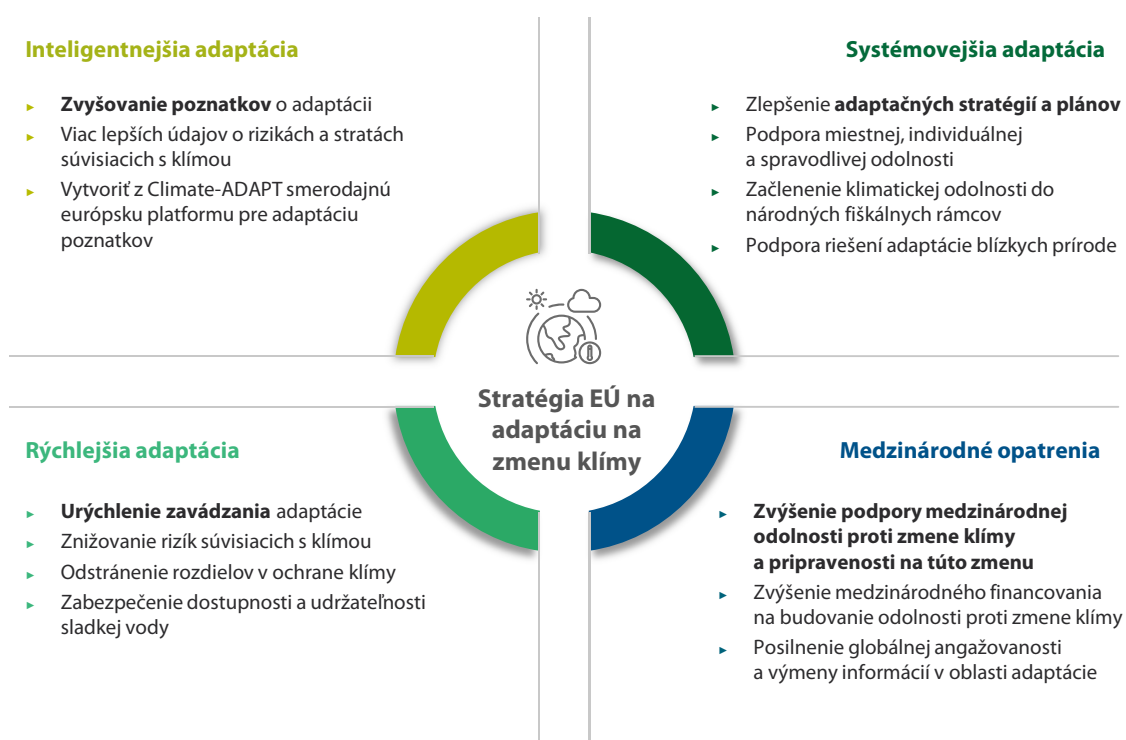 Inteligentnejšia adaptácia
► Zvyšovanie poznatkov o adaptácii
► Viac lepších údajov o rizikách a stratách
súvisiacich s klímou
► Vytvoriť z Climate-ADAPT smerodajnú
európsku platformu pre adaptáciu
poznatkov
Systémovejšia adaptácia
► Zlepšenie adaptačných stratégií a plánov
► Podpora miestnej, individuálnej
a spravodlivej odolnosti
► Začlenenie klimatickej odolnosti do
národných fiškálnych rámcov
► Podpora riešení adaptácie blízkych prírode
Stratégia EÚ na
adaptáciu na
zmenu klímy
Rýchlejšia adaptácia
► Urýchlenie zavádzania adaptácie
► Znižovanie rizík súvisiacich s klímou
► Odstránenie rozdielov v ochrane klímy
► Zabezpečenie dostupnosti a udržateľnosti
sladkej vody
Medzinárodné opatrenia
► Zvýšenie podpory medzinárodnej
odolnosti proti zmene klímy
a pripravenosti na túto zmenu
► Zvýšenie medzinárodného financovania
na budovanie odolnosti proti zmene klímy
► Posilnenie globálnej angažovanosti
a výmeny informácií v oblasti adaptácie